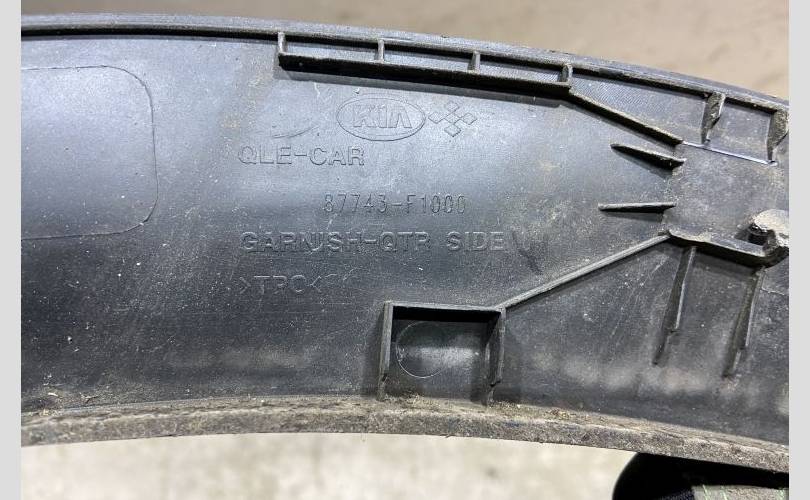 KIA
QLE-CAR
87743-F1000
GARNISH-QTR SIDE
>TPO<